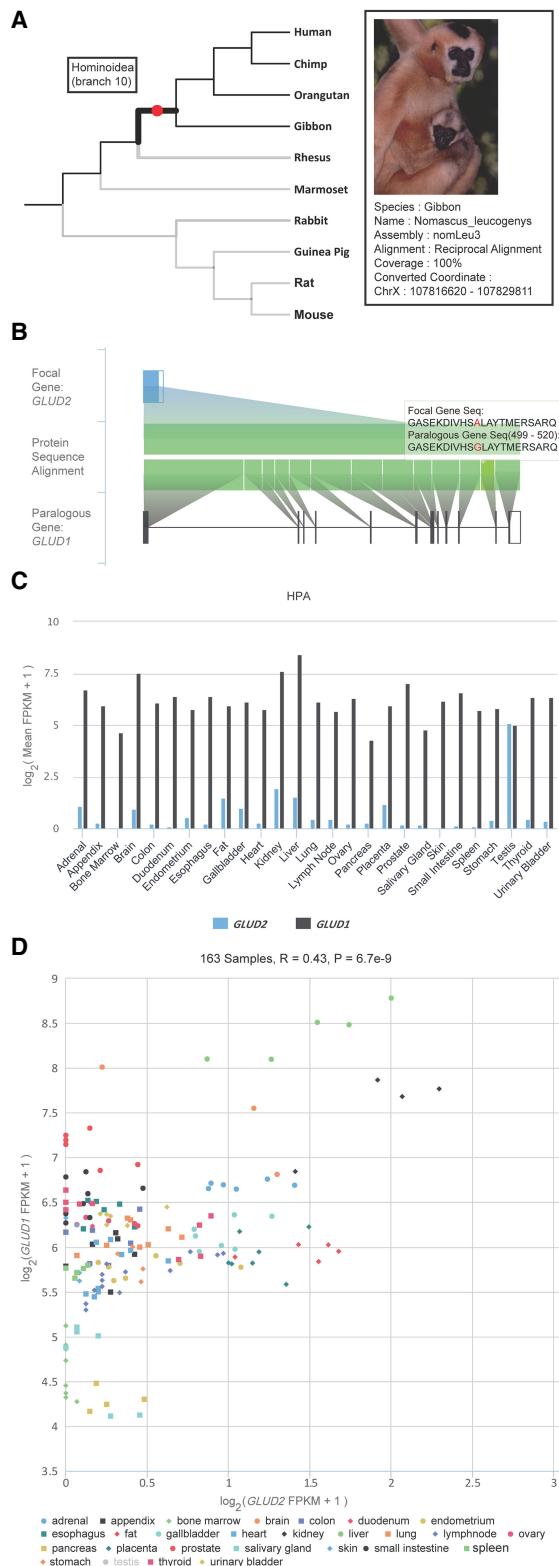 A
Hominoidea
(branch 10)
Human
Chimp
Orangutan
Gibbon
Rhesus
Marmoset
Rabbit
Guinea Pig
Rat
Mouse
Species : Gibbon
Name : Nomascus_leucogenys
Assembly : nomLeu3
Alignment : Reciprocal Alignment
Coverage : 100%
Converted Coordinate :
ChrX : 107816620 - 107829811
B
Focal
Gene:
GLUD2
Protein
Sequence
Alignment
Paralogous
Gene:
GLUD1
Focal Gene Seq:
GASEKDIVHSALAYTMERSARQ
Paralogous Gene Seq(499 - 520):
GASEKDIVHSGLAYTMERSARQ
C
HPA
log2( Mean FPKM + 1)
10
7.5
5
2.5
0
Adrenal
Appendix
Bone Marrow
Brain
Colon
Duodenum
Endometrium
Esophagus
Fat
Gallbladder
Heart
Kidney
Liver
Lung
Lymph Node
Ovary
Pancreas
Placenta
Prostate
Salivary Gland
Skin
Small Intestine
Spleen
Stomach
Testis
Thyroid
Urinary Bladder
GLUD2 GLUD1
D
163 Samples, R = 0.43, P = 6.7e-9
log2(GLUD1 FPKM + 1)
9
8.5
8
7.5
7
6.5
6
5.5
5
4.5
4
3.5
0 0.5 1 1.5 2 2.5 3
log2(GLUD2 FPKM + 1)
adrenal appendix bone marrow brain colon duodenum endometrium
esophagus fat gallbladder heart kidney liver lung lymphnode ovary
pancreas placenta prostate salivary gland skin small intestine spleen
stomach testis thyroid urinary bladder